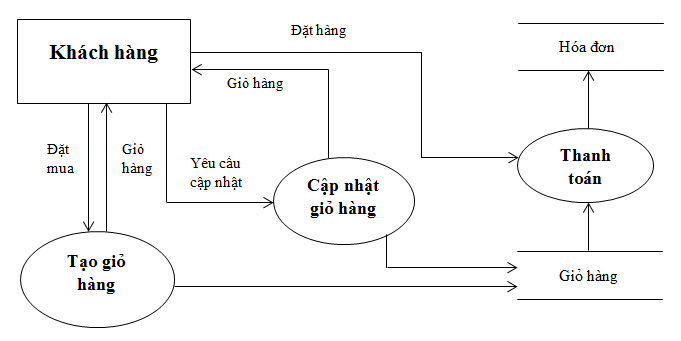 Đặt hàng
Hóa đơn
Khách hàng
Giỏ hàng
Đặt
mua
Giỏ
hàng
Yêu cầu
cập nhật
Cập nhật
giỏ hàng
Thanh
toán
Tạo giỏ
hàng
Giỏ hàng